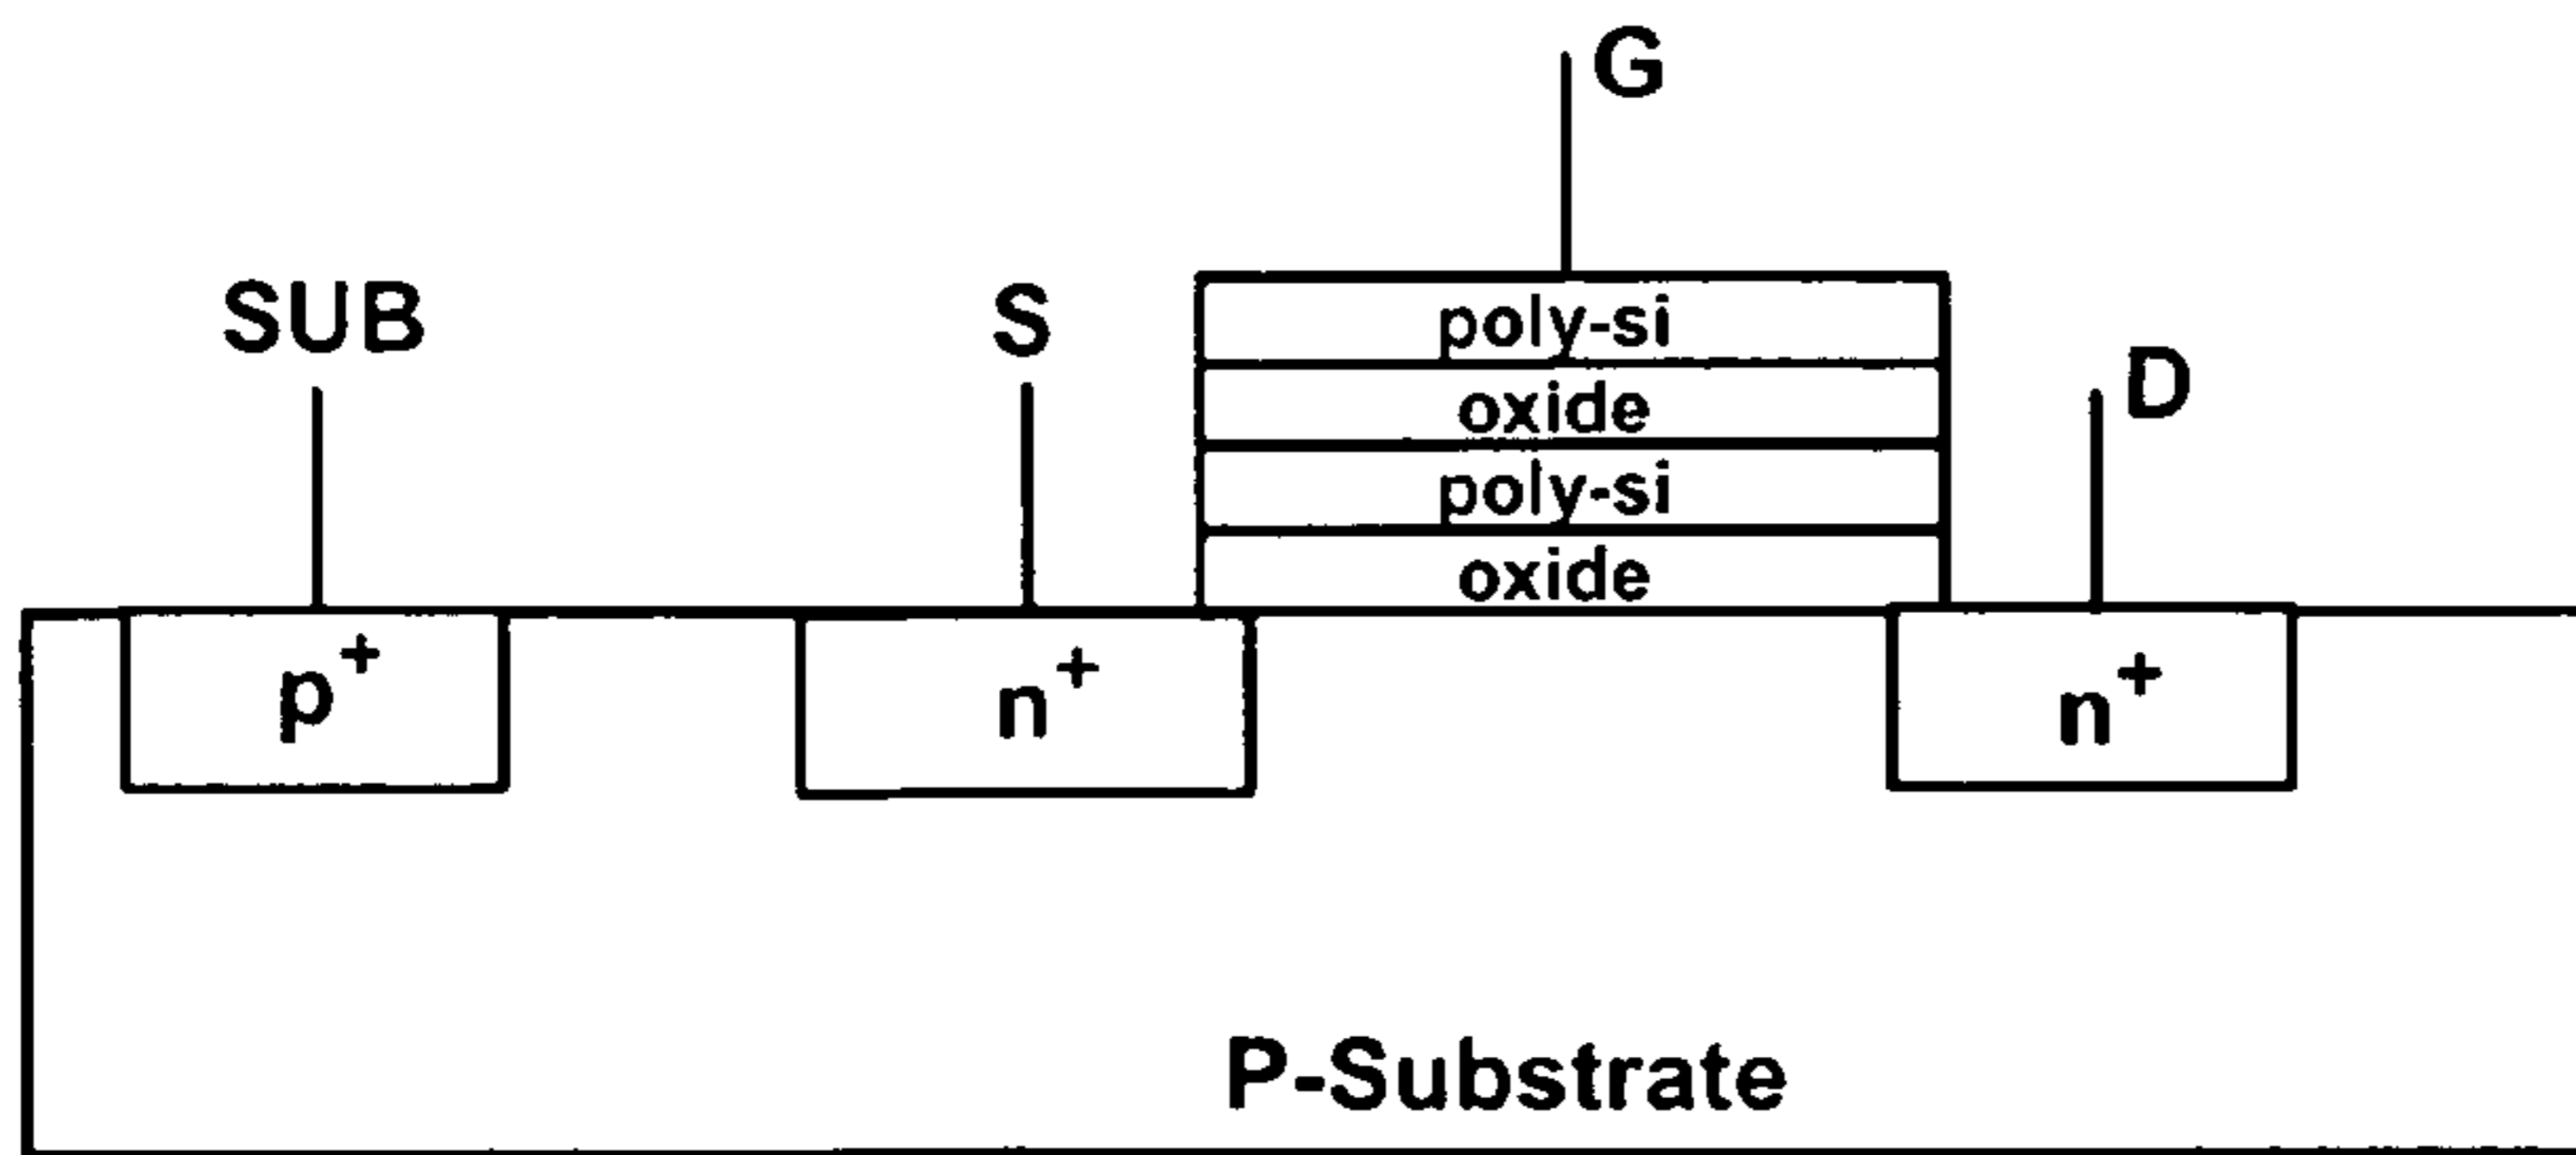 G
SUB
S
D
poly-si
oxide
poly-si
oxide
p+
n+
n+
P-Substrate